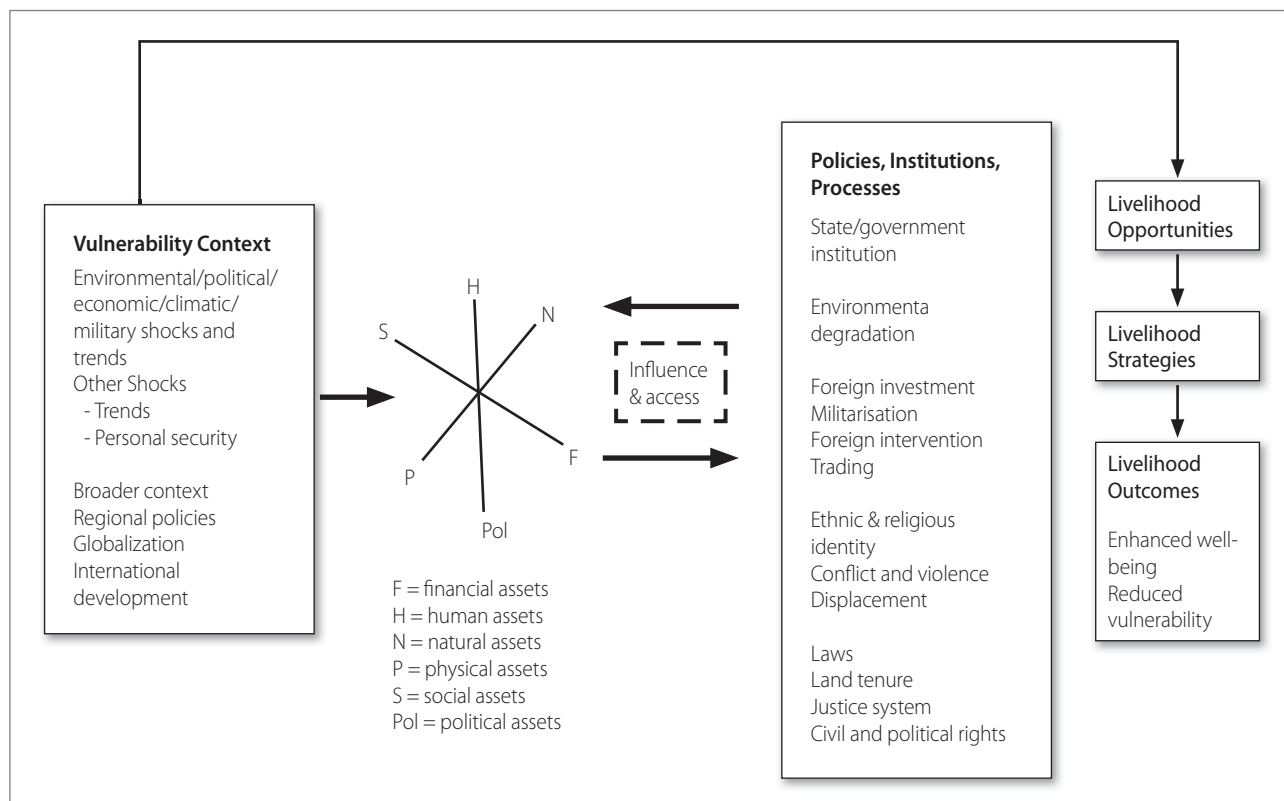 Vulnerability Context
Environmental/political/
economic/climatic/
military shocks and
trends
Other Shocks
- Trends
- Personal security
Broader context
Regional policies
Globalization
International
development
H
N
S
F
P
Pol
F = financial assets
H = human assets
N = natural assets
P = physical assets
S = social assets
Pol = political assets
Influence
& access
Policies, Institutions,
Processes
State/government
institution
Environmenta
degradation
Foreign investment
Militarisation
Foreign intervention
Trading
Ethnic & religious
identity
Conflict and violence
Displacement
Laws
Land tenure
Justice system
Civil and political rights
Livelihood
Opportunities
Livelihood
Strategies
Livelihood
Outcomes
Enhanced well-
being
Reduced
vulnerability